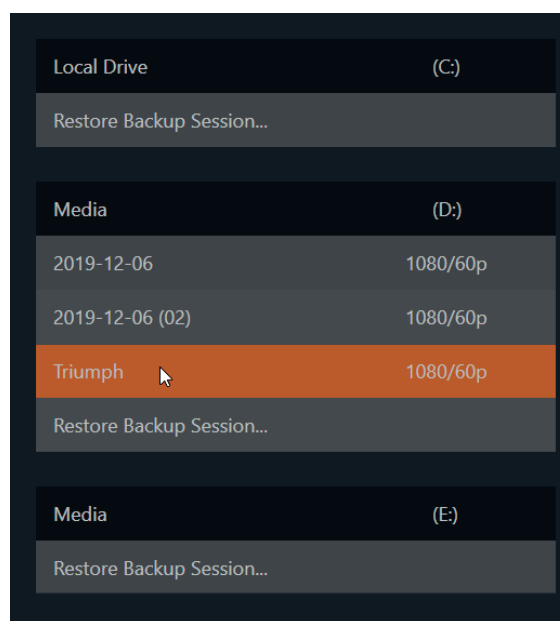 Local Drive (C:)
Restore Backup Session...
Media (D:)
2019-12-06 1080/60p
2019-12-06 (02) 1080/60p
Triumph 1080/60p
Restore Backup Session...
Media (E:)
Restore Backup Session...